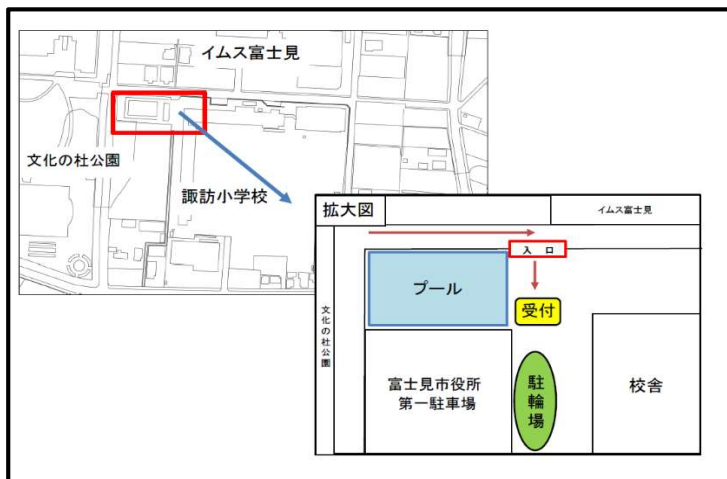 イムス富士見
文化の杜公園
諏訪小学校
拡大図
イムス富士見
入 口
プール
受付
文化の杜公園
富士見市役所
第一駐車場
駐輪場
校舎